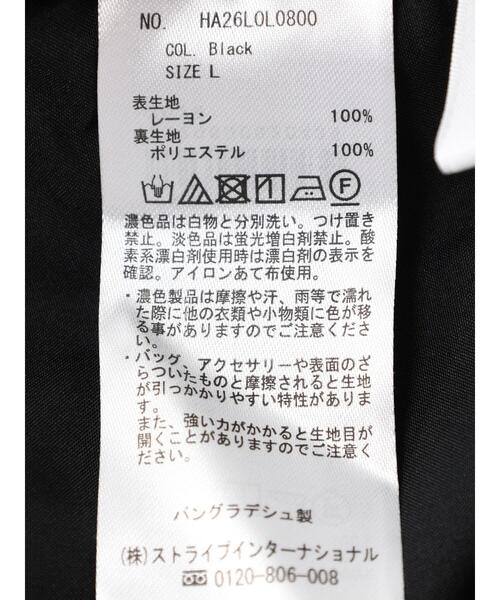 NO. HA26L0L0800
COL. Black
SIZE L
表生地
レーヨン 100%
裏生地
ポリエステル 100%
濃色品は白物と分別洗い。つけ置き
禁止。淡色品は蛍光増白剤禁止。酸
素系漂白剤使用時は漂白剤の表示を
確認。アイロンあて布使用。
・濃色製品は摩擦や汗、雨等で濡れ
た際に他の衣類や小物類に色が移
る事がありますのでご注意くださ
い。
・バッグ、アクセサリーや表面のざ
らついたものと摩擦されると生地
が引っかかりやすい特性がありま
す。
また、強い力がかかると生地目が
開くことがありますのでご注意く
ださい。
バングラデシュ製
(株)ストライプインターナショナル
0120-806-008